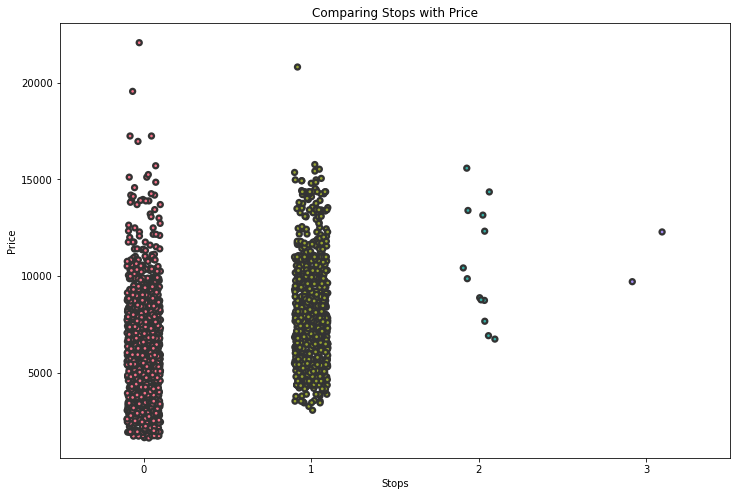 Comparing Stops with Price
20000
15000
10000
5000
Price
0 1 2 3
Stops